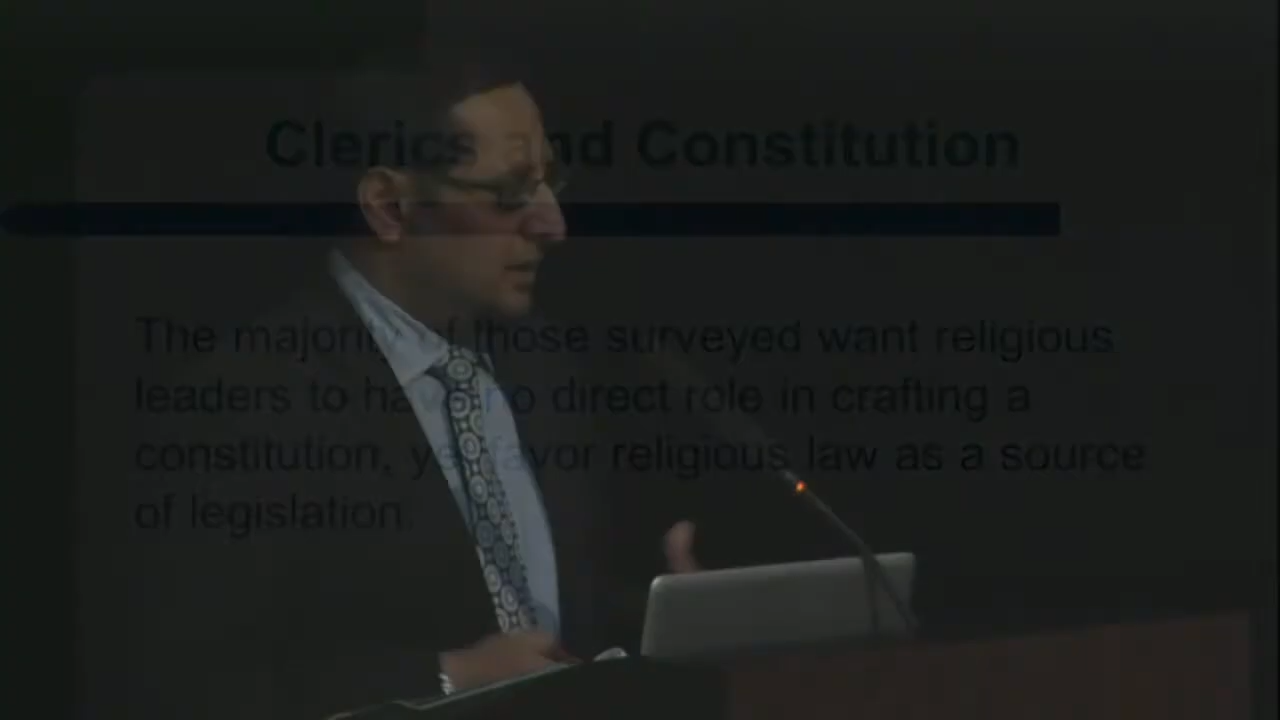 Clerics and Constitution
The majority of those surveyed want religious
leaders to have no direct role in crafting a
constitution, yet favor religious law as a source
of legislation